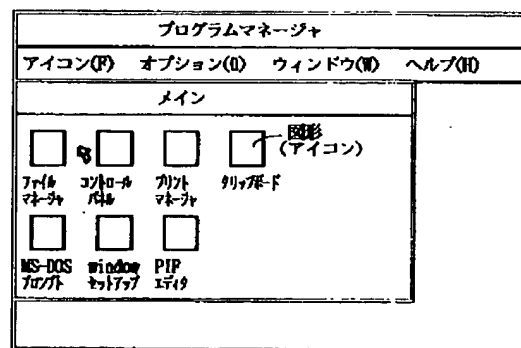 プログラムマネージャ
アイコン(F) オプション(O) ウィンドウ(W) ヘルプ(H)
メイン
図形
(アイコン)
ファイル コントロール プリント クリップボード
マネージャ パネル マネージャ
MS-DOS window PIF
プロンプト セットアップ エディタ